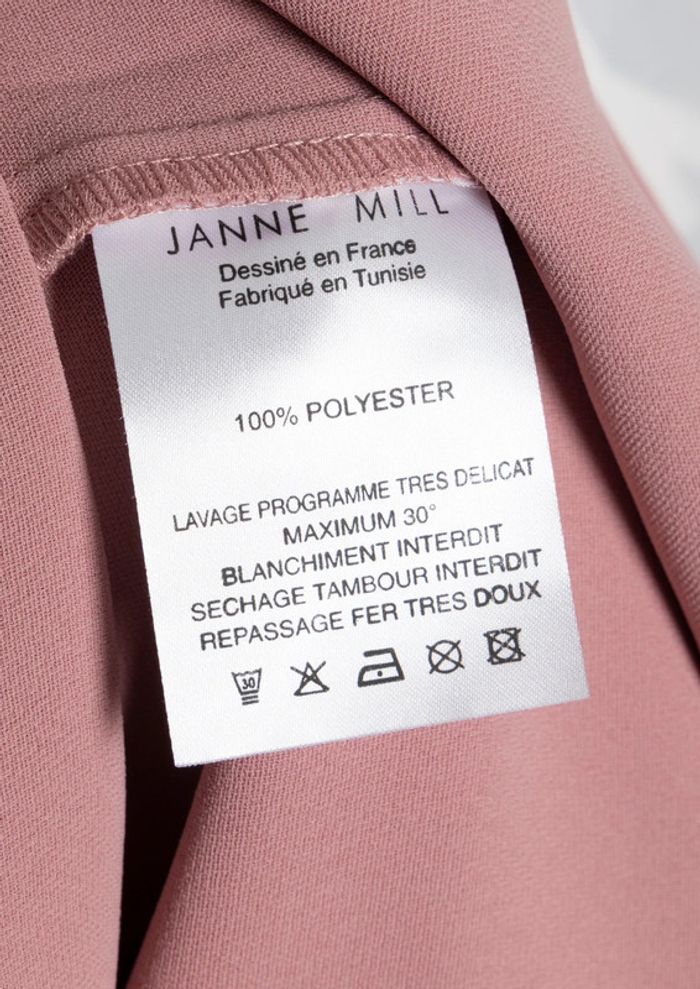 JANNE MILL
Dessiné en France
Fabriqué en Tunisie
100% POLYESTER
LAVAGE PROGRAMME TRES DELICAT
MAXIMUM 30°
BLANCHIMENT INTERDIT
SECHAGE TAMBOUR INTERDIT
REPASSAGE FER TRES DOUX
30